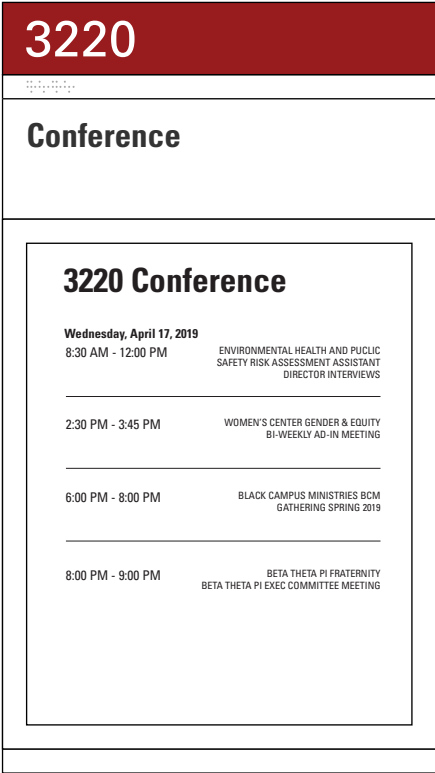 3220
Conference
3220 Conference
Wednesday, April 17, 2019
8:30 AM - 12:00 PM
ENVIRONMENTAL HEALTH AND PUCLIC
SAFETY RISK ASSESSMENT ASSISTANT
DIRECTOR INTERVIEWS
2:30 PM - 3:45 PM
WOMEN'S CENTER GENDER & EQUITY
BI-WEEKLY AD-IN MEETING
6:00 PM - 8:00 PM
BLACK CAMPUS MINISTRIES BCM
GATHERING SPRING 2019
8:00 PM - 9:00 PM
BETA THETA PI FRATERNITY
BETA THETA PI EXEC COMMITTEE MEETING